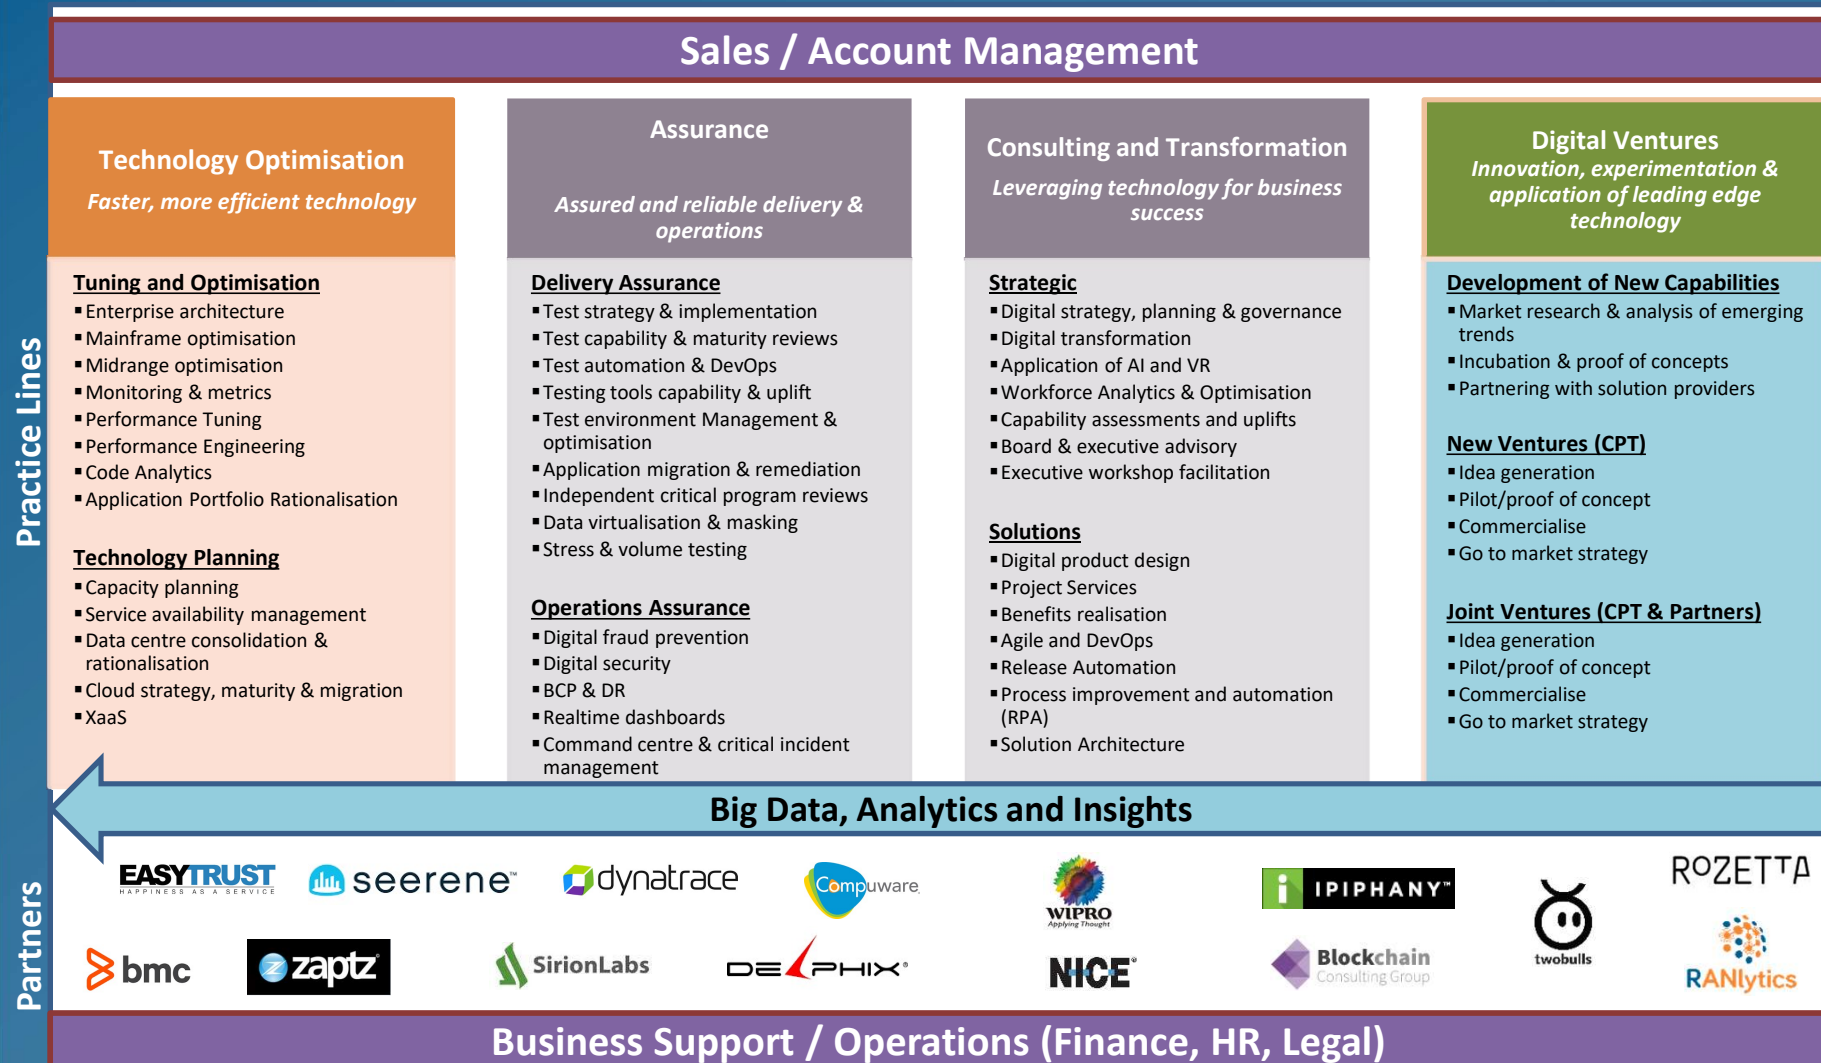 Sales / Account Management
Practice Lines
Technology Optimisation
Faster, more efficient technology
Tuning and Optimisation
▪Enterprise architecture
▪Mainframe optimisation
▪Midrange optimisation
▪Monitoring & metrics
▪Performance Tuning
▪Performance Engineering
▪Code Analytics
▪Application Portfolio Rationalisation
Technology Planning
▪Capacity planning
▪Service availability management
▪Data centre consolidation &
rationalisation
▪Cloud strategy, maturity & migration
▪XaaS
Assurance
Assured and reliable delivery &
operations
Delivery Assurance
▪Test strategy & implementation
▪Test capability & maturity reviews
▪Test automation & DevOps
▪Testing tools capability & uplift
▪Test environment Management &
optimisation
▪Application migration & remediation
▪Independent critical program reviews
▪Data virtualisation & masking
▪Stress & volume testing
Operations Assurance
▪Digital fraud prevention
▪Digital security
▪BCP & DR
▪Realtime dashboards
▪Command centre & critical incident
management
Consulting and Transformation
Leveraging technology for business
success
Strategic
▪Digital strategy, planning & governance
▪Digital transformation
▪Application of AI and VR
▪Workforce Analytics & Optimisation
▪Capability assessments and uplifts
▪Board & executive advisory
▪Executive workshop facilitation
Solutions
▪Digital product design
▪Project Services
▪Benefits realisation
▪Agile and DevOps
▪Release Automation
▪Process improvement and automation
(RPA)
▪Solution Architecture
Digital Ventures
Innovation, experimentation &
application of leading edge
technology
Development of New Capabilities
▪Market research & analysis of emerging
trends
▪Incubation & proof of concepts
▪Partnering with solution providers
New Ventures (CPT)
▪Idea generation
▪Pilot/proof of concept
▪Commercialise
▪Go to market strategy
Joint Ventures (CPT & Partners)
▪Idea generation
▪Pilot/proof of concept
▪Commercialise
▪Go to market strategy
Big Data, Analytics and Insights
Partners
EASYTRUST
HAPPINESS AS A SERVICE
seerene™
dynatrace
Compuware
WIPRO
Applying Thought
i IPIPHANY™
twobulls
ROZETTA
bmc
zaptz
SirionLabs
DELPHIX®
NICE®
Blockchain
Consulting Group
RANlytics
Business Support / Operations (Finance, HR, Legal)